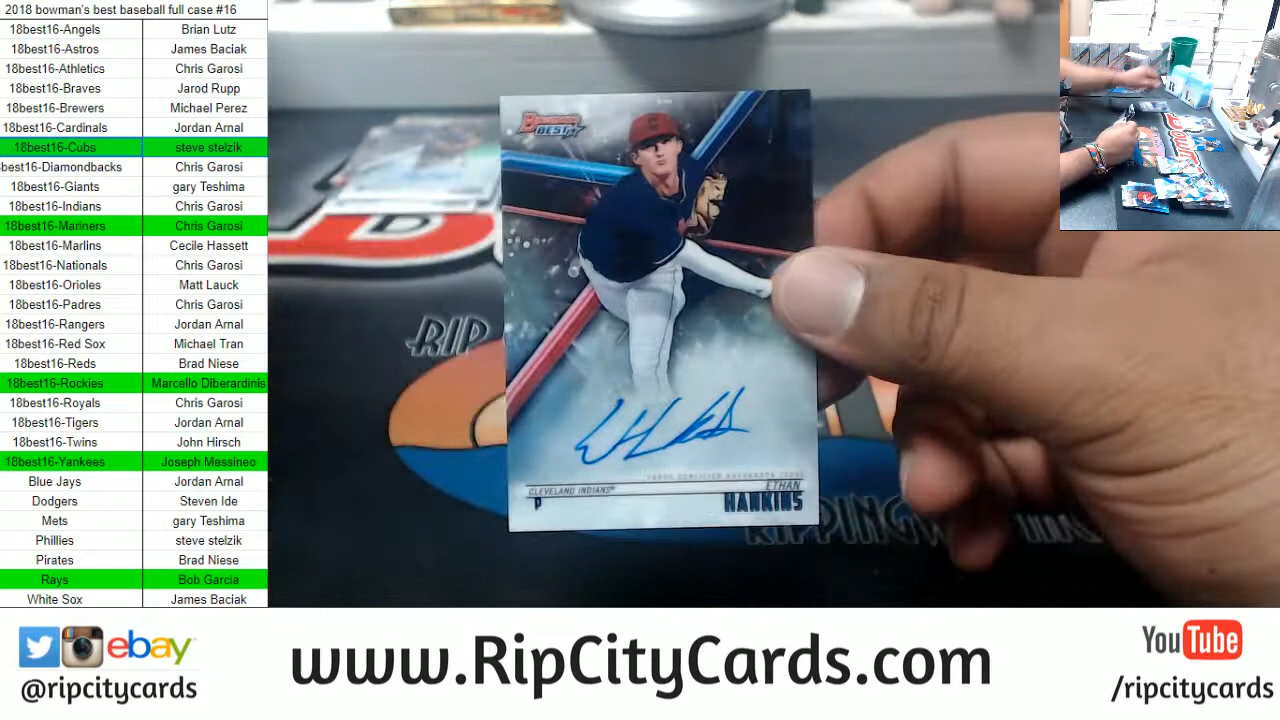 2018 bowman's best baseball full case #16
18best16-Angels Brian Lutz
18best16-Astros James Baciak
18best16-Athletics Chris Garosi
18best16-Braves Jarod Rupp
18best16-Brewers Michael Perez
18best16-Cardinals Jordan Arnal
18best16-Cubs steve stelzik
best16-Diamondbacks Chris Garosi
18best16-Giants gary Teshima
18best16-Indians Chris Garosi
18best16-Mariners Chris Garosi
18best16-Marlins Cecile Hassett
18best16-Nationals Chris Garosi
18best16-Orioles Matt Lauck
18best16-Padres Chris Garosi
18best16-Rangers Jordan Arnal
18best16-Red Sox Michael Tran
18best16-Reds Brad Niese
18best16-Rockies Marcello Diberardinis
18best16-Royals Chris Garosi
18best16-Tigers Jordan Arnal
18best16-Twins John Hirsch
18best16-Yankees Joseph Messineo
Blue Jays Jordan Arnal
Dodgers Steven Ide
Mets gary Teshima
Phillies steve stelzik
Pirates Brad Niese
Rays Bob Garcia
White Sox James Baciak
BOWMAN'S
BEST
TOPPS CERTIFIED AUTOGRAPH ISSUE
CLEVELAND INDIANS
ETHAN
P
HANKINS
RIP
D
RIPPING
ebay
@ripcitycards
www.RipCityCards.com
YouTube
/ripcitycards